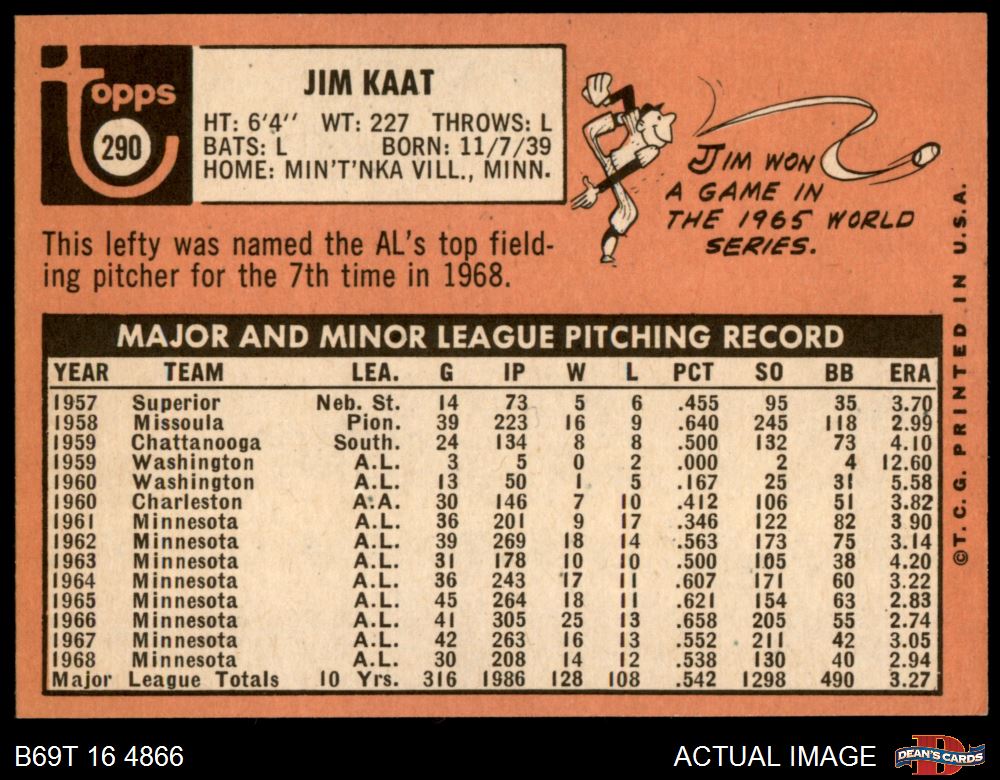 Topps
290
JIM KAAT
HT: 6'4'' WT: 227 THROWS: L
BATS: L BORN: 11/7/39
HOME: MIN'T'NKA VILL., MINN.
JIM WON
A GAME IN
THE 1965 WORLD
SERIES.
This lefty was named the AL's top field-
ing pitcher for the 7th time in 1968.
MAJOR AND MINOR LEAGUE PITCHING RECORD
YEAR TEAM LEA. G IP W L PCT SO BB ERA
1957 Superior Neb. St. 14 73 5 6 .455 95 35 3.70
1958 Missoula Pion. 39 223 16 9 .640 245 118 2.99
1959 Chattanooga South. 24 134 8 8 .500 132 73 4.10
1959 Washington A.L. 3 5 0 2 .000 2 4 12.60
1960 Washington A.L. 13 50 1 5 .167 25 31 5.58
1960 Charleston A.A. 30 146 7 10 .412 106 51 3.82
1961 Minnesota A.L. 36 201 9 17 .346 122 82 3.90
1962 Minnesota A.L. 39 269 18 14 .563 173 75 3.14
1963 Minnesota A.L. 31 178 10 10 .500 105 38 4.20
1964 Minnesota A.L. 36 243 17 11 .607 171 60 3.22
1965 Minnesota A.L. 45 264 18 11 .621 154 63 2.83
1966 Minnesota A.L. 41 305 25 13 .658 205 55 2.74
1967 Minnesota A.L. 42 263 16 13 .552 211 42 3.05
1968 Minnesota A.L. 30 208 14 12 .538 130 40 2.94
Major League Totals 10 Yrs. 316 1986 128 108 .542 1298 490 3.27
©T. C. G. PRINTED IN U.S.A.
B69T 16 4866
ACTUAL IMAGE
D
DEAN'S CARDS